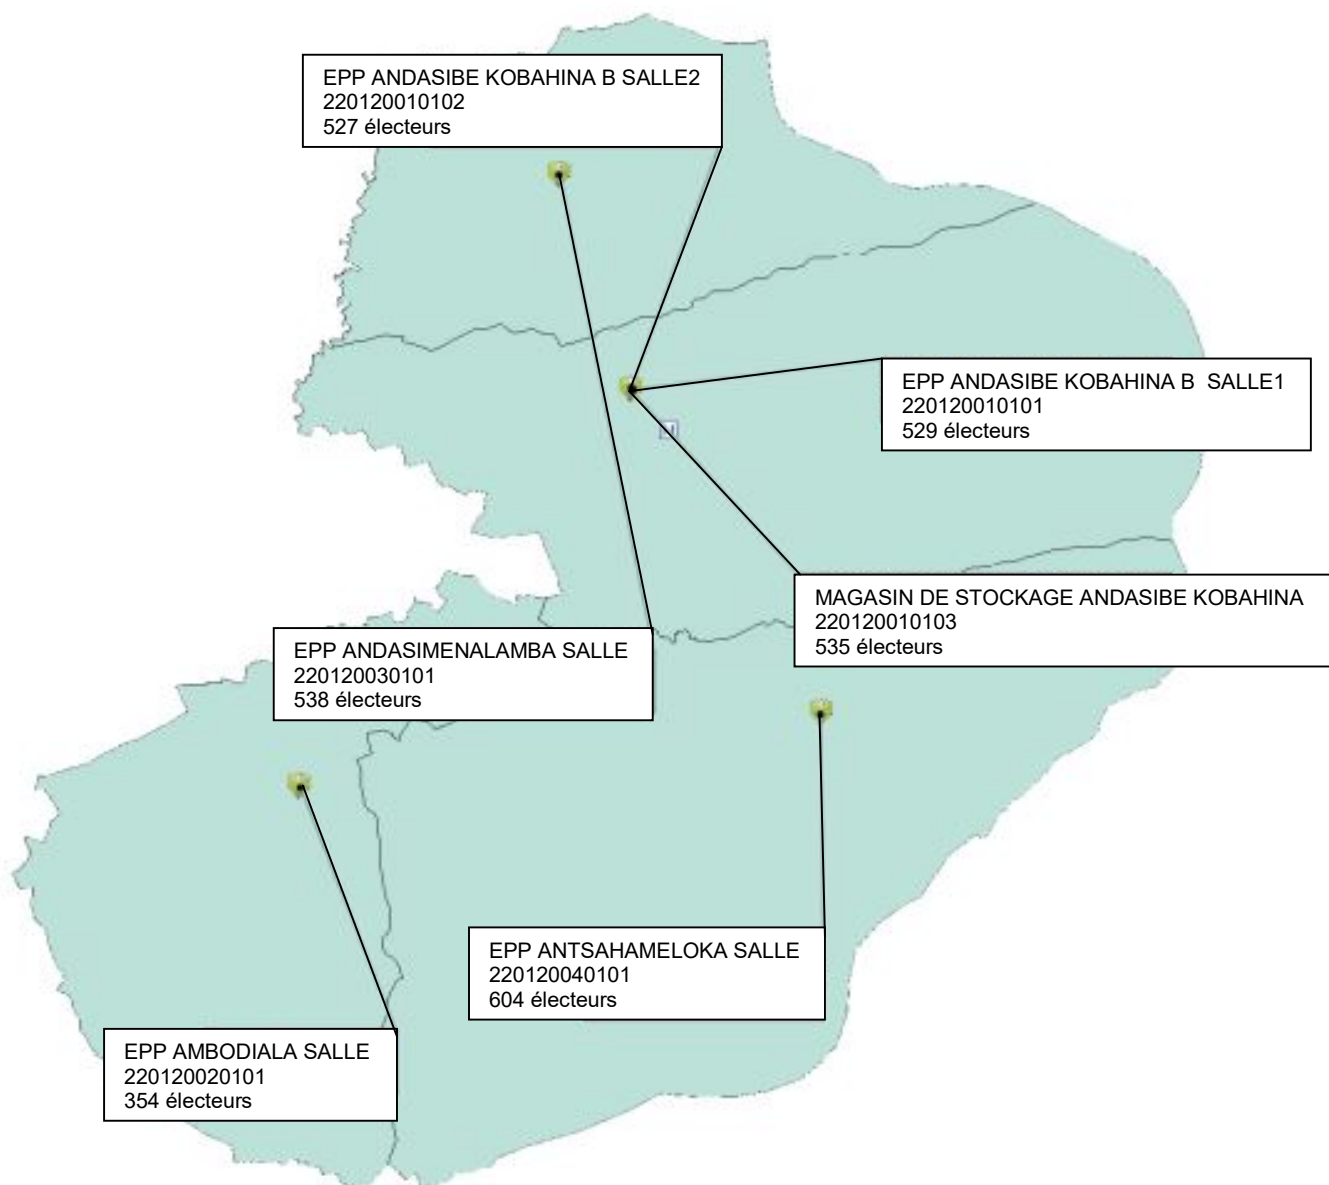 EPP ANDASIBE KOBAHINA B SALLE2
220120010102
527 électeurs
EPP ANDASIBE KOBAHINA B  SALLE1
220120010101
529 électeurs
MAGASIN DE STOCKAGE ANDASIBE KOBAHINA
220120010103
535 électeurs
EPP ANDASIMENALAMBA SALLE
220120030101
538 électeurs
EPP ANTSAHAMELOKA SALLE
220120040101
604 électeurs
EPP AMBODIALA SALLE
220120020101
354 électeurs